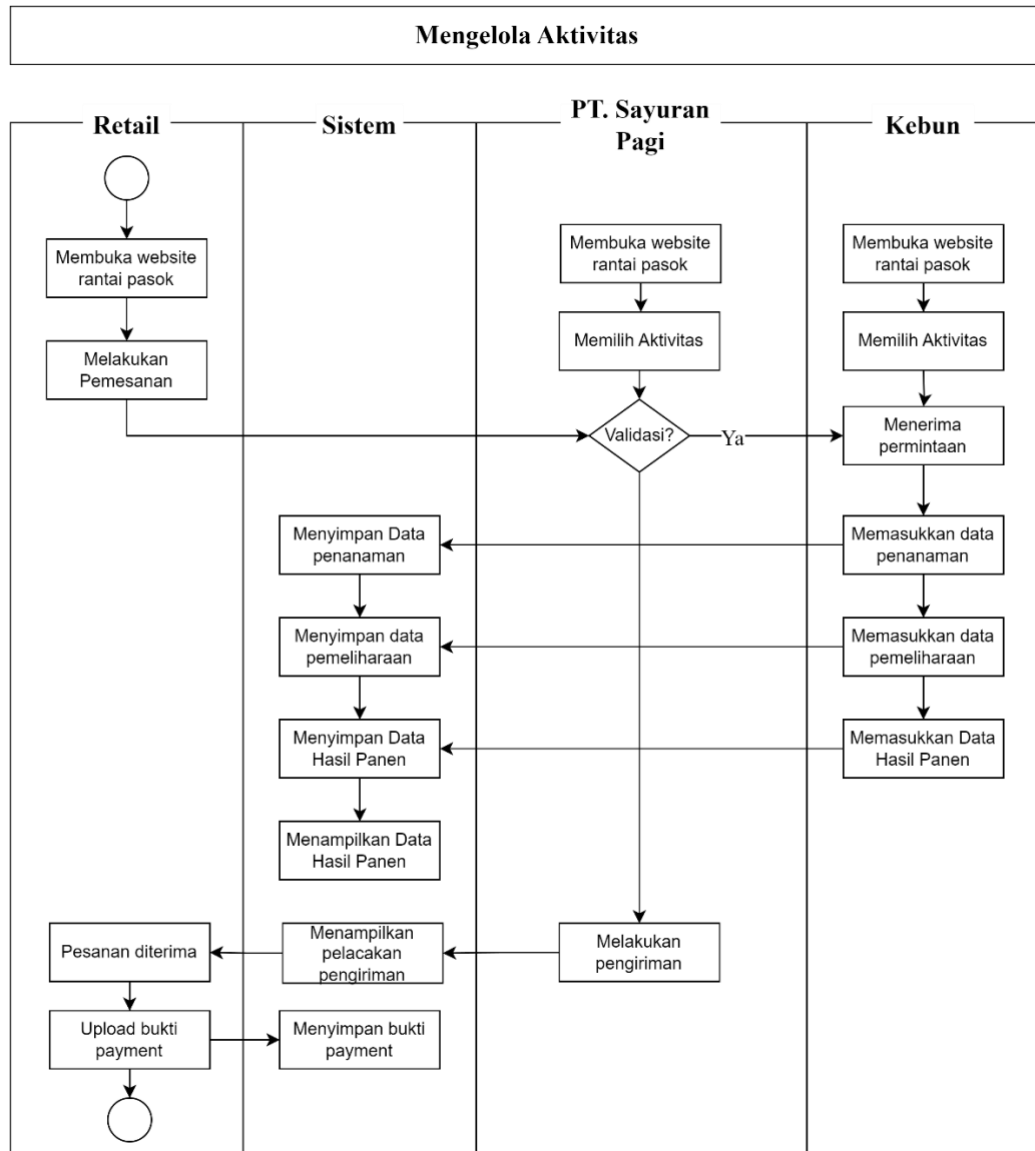 Mengelola Aktivitas
Retail
Sistem
PT. Sayuran
Pagi
Kebun
Membuka website
rantai pasok
Membuka website
rantai pasok
Membuka website
rantai pasok
Melakukan
Pemesanan
Memilih Aktivitas
Memilih Aktivitas
Validasi?
Ya
Menerima
permintaan
Menyimpan Data
penanaman
Memasukkan data
penanaman
Menyimpan data
pemeliharaan
Memasukkan data
pemeliharaan
Menyimpan Data
Hasil Panen
Memasukkan Data
Hasil Panen
Menampilkan Data
Hasil Panen
Pesanan diterima
Menampilkan
pelacakan
pengiriman
Melakukan
pengiriman
Upload bukti
payment
Menyimpan bukti
payment